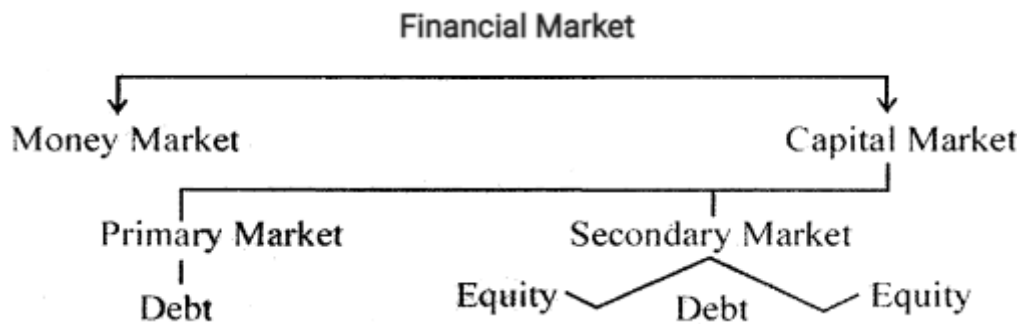 Financial Market
Money Market Capital Market
Primary Market Secondary Market
Debt Equity Debt Equity